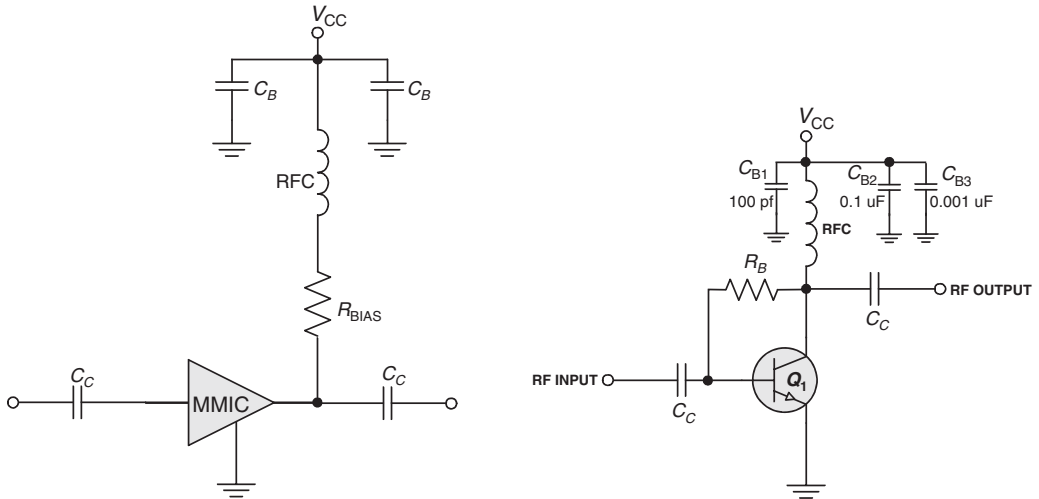 VCC
CB
CB
RFC
RBIAS
CC
MMIC
CC
VCC
CB1
100 pf
CB2
0.1 uF
CB3
0.001 uF
RFC
RB
CC
RF OUTPUT
RF INPUT
CC
Q1